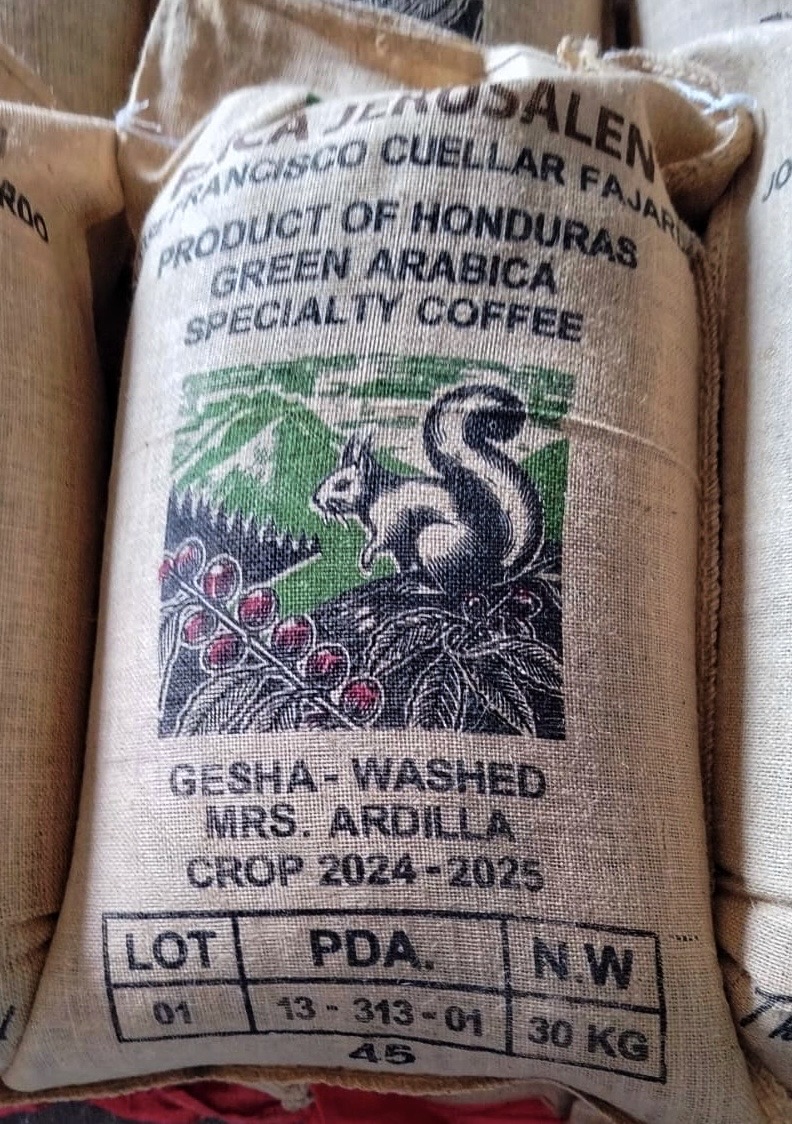 JERUSALEN
FRANCISCO CUELLAR
PRODUCT OF HONDURAS
GREEN ARABICA
SPECIALTY COFFEE
GESHA - WASHED
MRS. ARDILLA
CROP 2024 - 2025
LOT PDA. N.W
01 13 - 313 - 01 30 KG
45